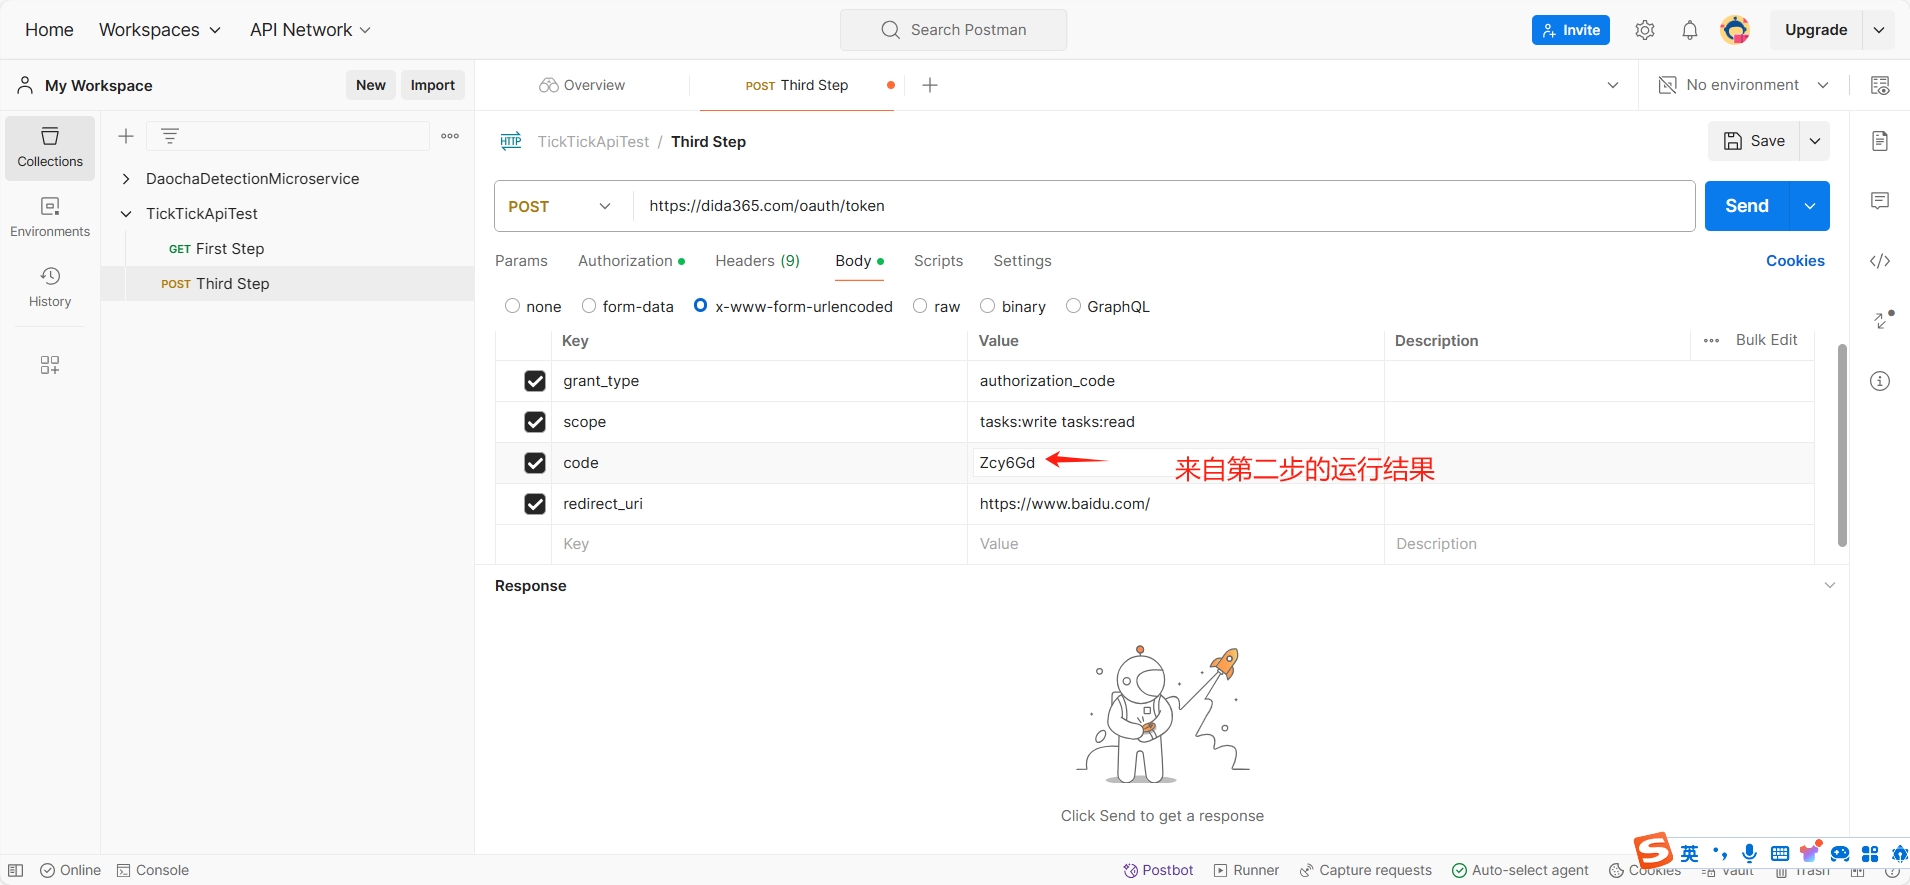 Home Workspaces API Network Search Postman Invite Upgrade
My Workspace New Import Overview POST Third Step No environment
Collections
DaochaDetectionMicroservice
TickTickApiTest
GET First Step
POST Third Step
Environments
History
HTTP TickTickApiTest / Third Step Save
POST https://dida365.com/oauth/token Send
Params Authorization Headers (9) Body Scripts Settings Cookies
none form-data x-www-form-urlencoded raw binary GraphQL
Key Value Description Bulk Edit
grant_type authorization_code
scope tasks:write tasks:read
code Zcy6Gd 来自第二步的运行结果
redirect_uri https://www.baidu.com/
Key Value Description
Response
Click Send to get a response
Online Console Postbot Runner Capture requests Auto-select agent Cookies Vault Trash
S 英